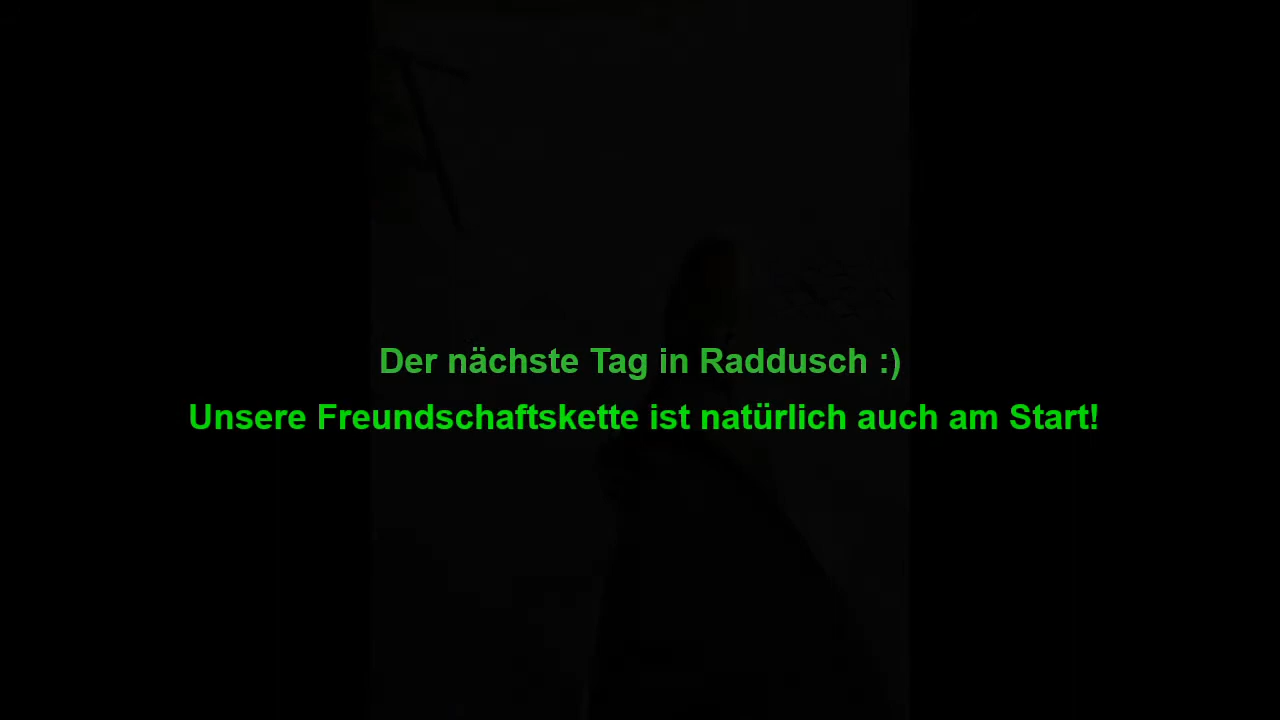 Der nächste Tag in Raddusch :)
Unsere Freundschaftskette ist natürlich auch am Start!